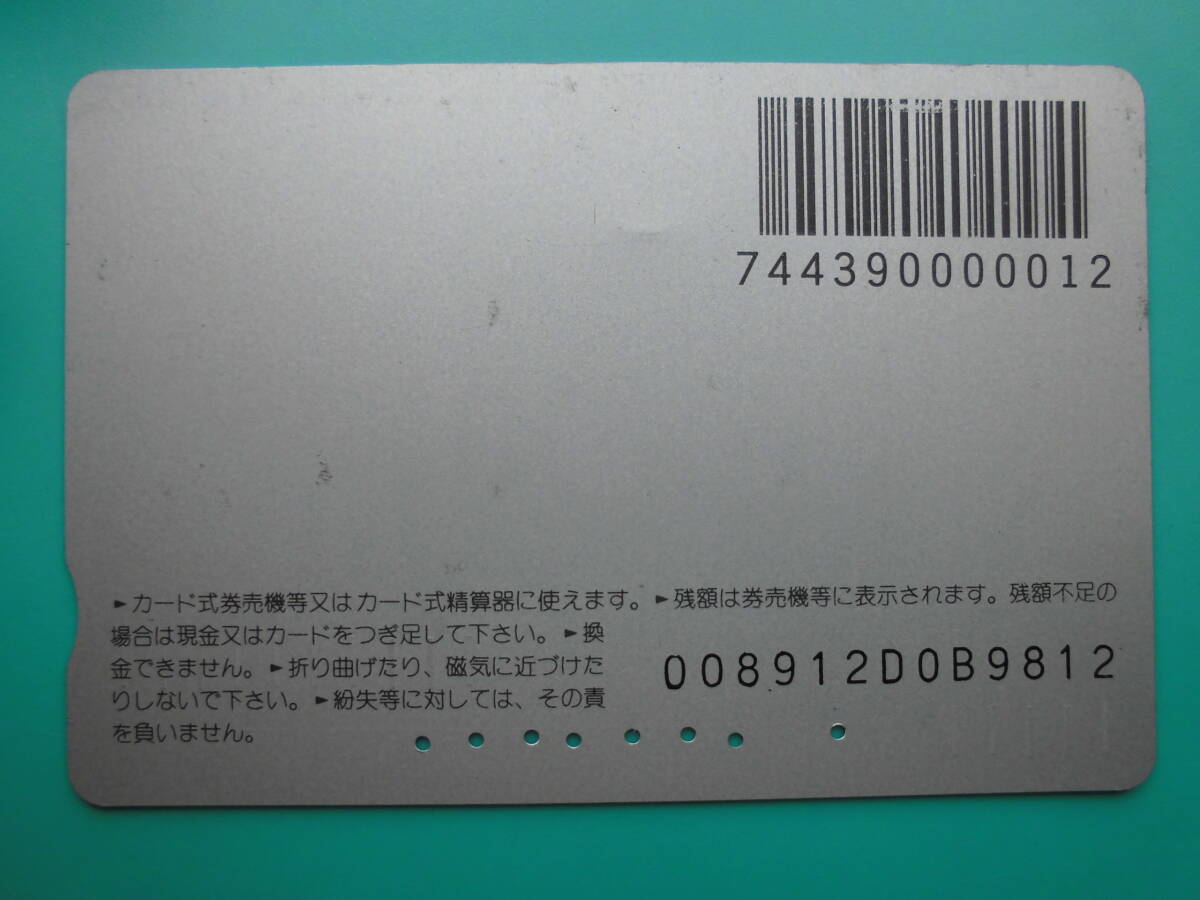 744390000012
►カード式券売機等又はカード式精算器に使えます。►残額は券売機等に表示されます。残額不足の
場合は現金又はカードをつぎ足して下さい。►換
金できません。►折り曲げたり、磁気に近づけた
りしないで下さい。►紛失等に対しては、その責
を負いません。
008912D0B9812